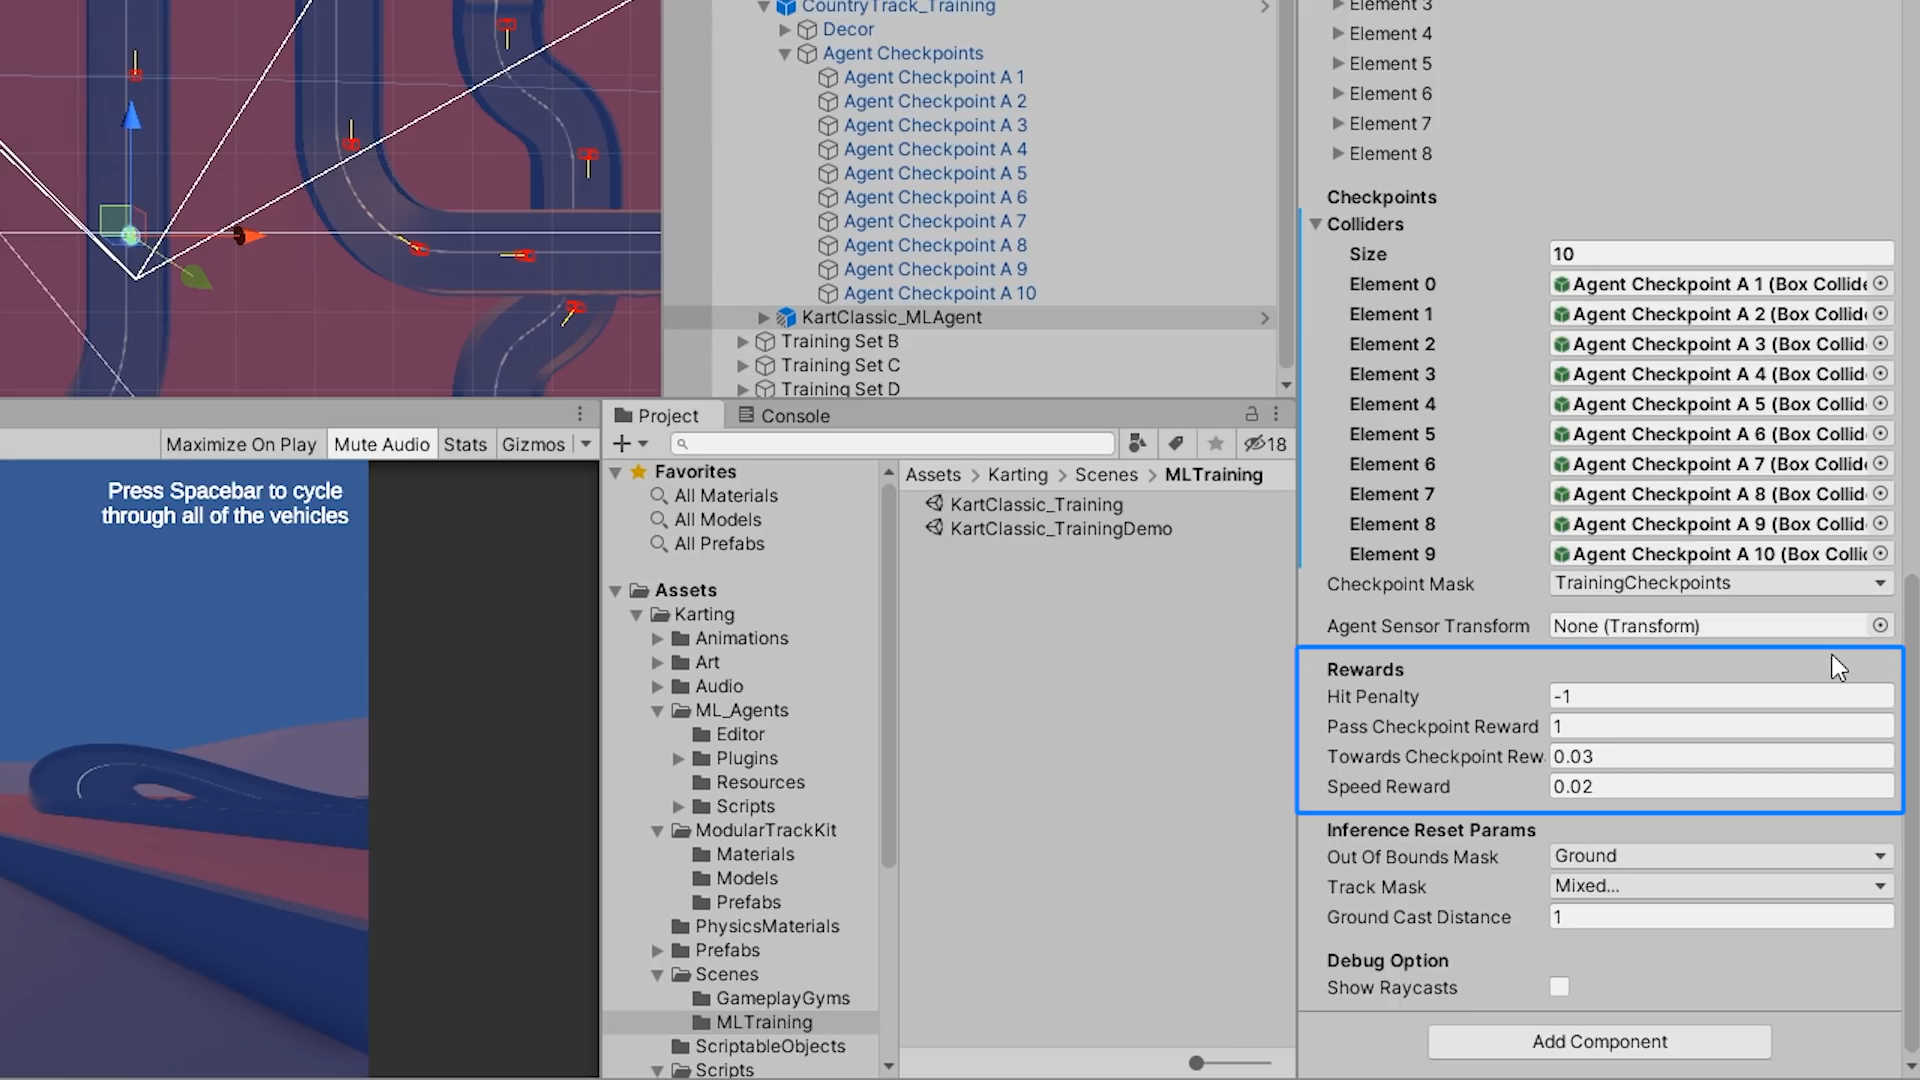 CountryTrack_Training
Decor
Agent Checkpoints
Agent Checkpoint A 1
Agent Checkpoint A 2
Agent Checkpoint A 3
Agent Checkpoint A 4
Agent Checkpoint A 5
Agent Checkpoint A 6
Agent Checkpoint A 7
Agent Checkpoint A 8
Agent Checkpoint A 9
Agent Checkpoint A 10
KartClassic_MLAgent
Training Set B
Training Set C
Training Set D
Maximize On Play Mute Audio Stats Gizmos
Press Spacebar to cycle
through all of the vehicles
Project Console
18
Favorites
All Materials
All Models
All Prefabs
Assets
Karting
Animations
Art
Audio
ML_Agents
Editor
Plugins
Resources
Scripts
ModularTrackKit
Materials
Models
Prefabs
PhysicsMaterials
Prefabs
Scenes
GameplayGyms
MLTraining
ScriptableObjects
Scripts
Assets > Karting > Scenes > MLTraining
KartClassic_Training
KartClassic_TrainingDemo
Element 3
Element 4
Element 5
Element 6
Element 7
Element 8
Checkpoints
Colliders
Size 10
Element 0 Agent Checkpoint A 1 (Box Collide
Element 1 Agent Checkpoint A 2 (Box Collid
Element 2 Agent Checkpoint A 3 (Box Collid
Element 3 Agent Checkpoint A 4 (Box Collid
Element 4 Agent Checkpoint A 5 (Box Collid
Element 5 Agent Checkpoint A 6 (Box Collid
Element 6 Agent Checkpoint A 7 (Box Collid
Element 7 Agent Checkpoint A 8 (Box Collid
Element 8 Agent Checkpoint A 9 (Box Collid
Element 9 Agent Checkpoint A 10 (Box Collid
Checkpoint Mask TrainingCheckpoints
Agent Sensor Transform None (Transform)
Rewards
Hit Penalty -1
Pass Checkpoint Reward 1
Towards Checkpoint Rew 0.03
Speed Reward 0.02
Inference Reset Params
Out Of Bounds Mask Ground
Track Mask Mixed...
Ground Cast Distance 1
Debug Option
Show Raycasts
Add Component